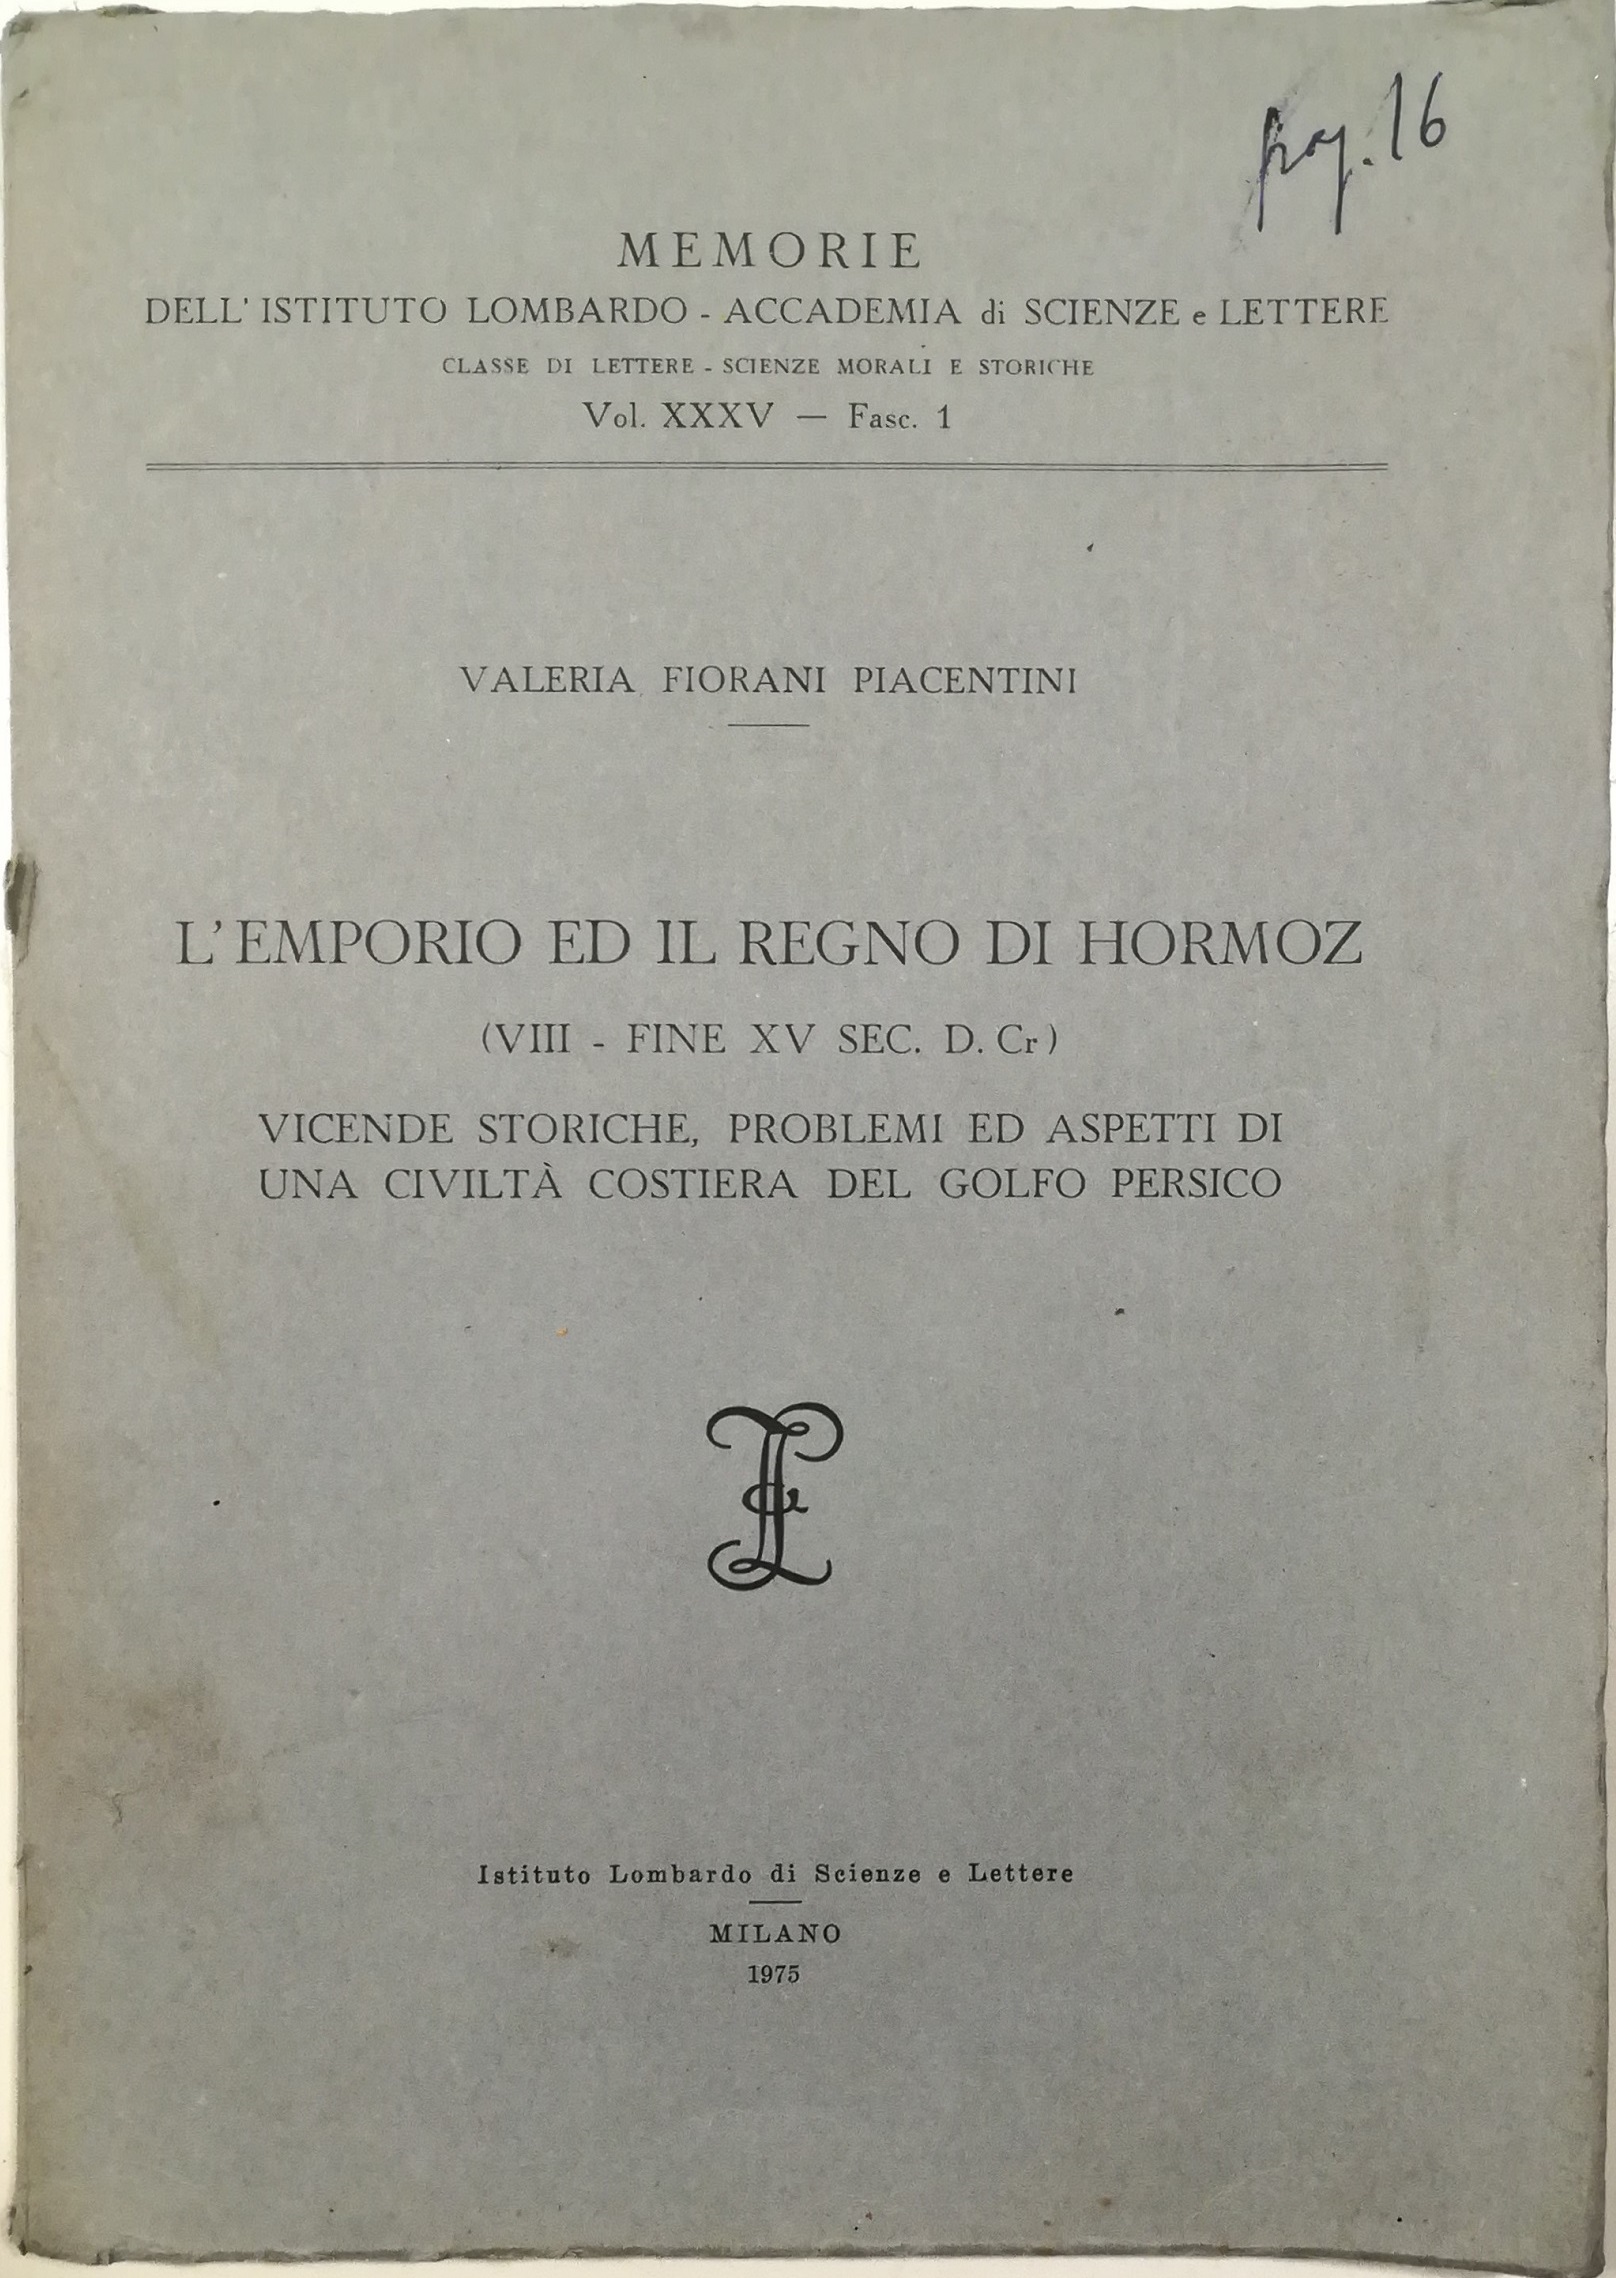 pag. 16
MEMORIE
DELL' ISTITUTO LOMBARDO - ACCADEMIA di SCIENZE e LETTERE
CLASSE DI LETTERE - SCIENZE MORALI E STORICHE
Vol. XXXV — Fasc. 1
VALERIA FIORANI PIACENTINI
L'EMPORIO ED IL REGNO DI HORMOZ
(VIII - FINE XV SEC. D. Cr)
VICENDE STORICHE, PROBLEMI ED ASPETTI DI
UNA CIVILTÀ COSTIERA DEL GOLFO PERSICO
Istituto Lombardo di Scienze e Lettere
MILANO
1975